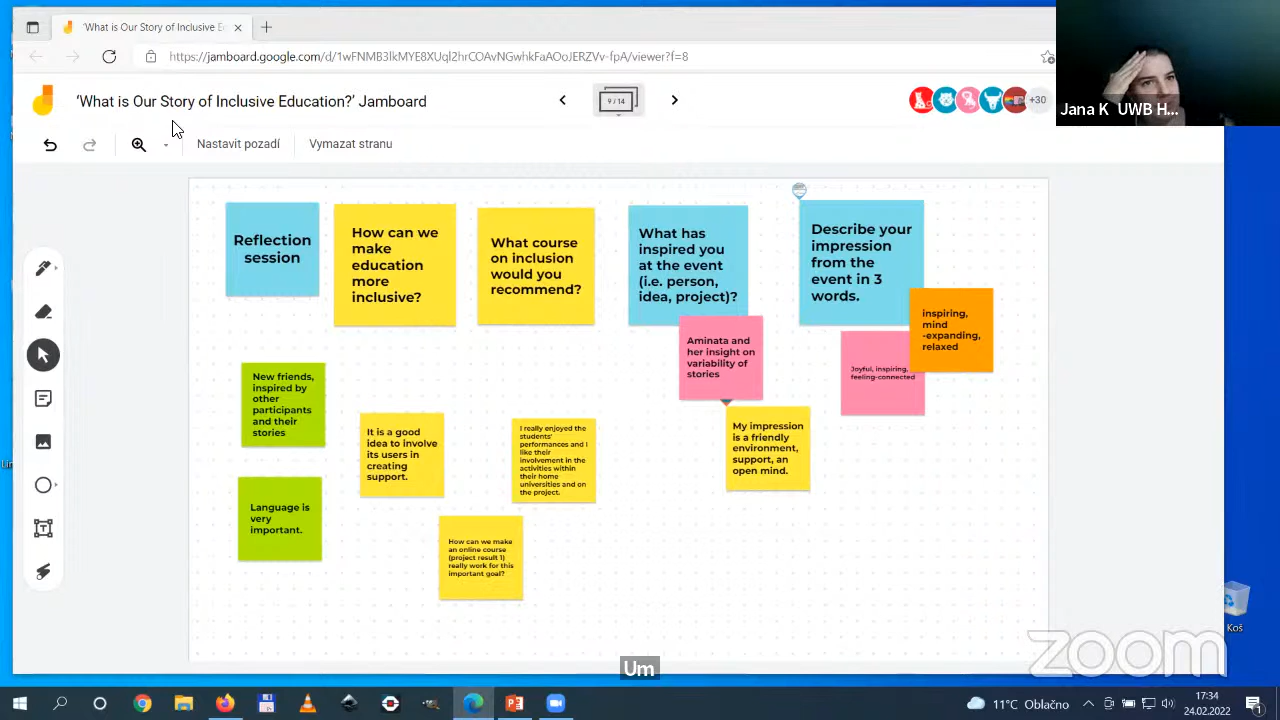 'What is Our Story of Inclusive Ed
https://jamboard.google.com/d/1wFNMB3lkMYE8XUql2hrCOAvNGwhkFaAOoJERZVv-fpA/viewer?f=8
'What is Our Story of Inclusive Education?' Jamboard
9 / 14
+30
Jana K UWB H...
Nastavit pozadí
Vymazat stranu
Reflection
session
How can we
make
education
more
inclusive?
What course
on inclusion
would you
recommend?
What has
inspired you
at the event
(i.e. person,
idea, project)?
Describe your
impression
from the
event in 3
words.
inspiring,
mind
-expanding,
relaxed
Aminata and
her insight on
variability of
stories
Joyful, inspiring,
feeling-connected
New friends,
inspired by
other
participants
and their
stories
It is a good
idea to involve
its users in
creating
support.
I really enjoyed the
students'
performances and I
like their
involvement in the
activities within
their home
universities and on
the project.
My impression
is a friendly
environment,
support, an
open mind.
Language is
very
important.
How can we make
an online course
(project result 1)
really work for this
important goal?
Koš
zoom
Um
11°C Oblačno
17:34
24.02.2022
1